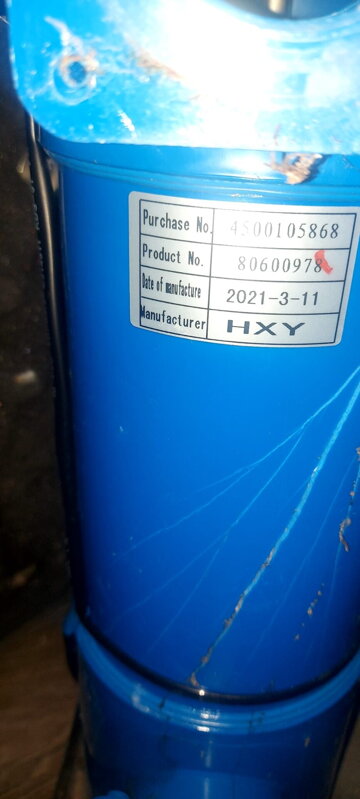 Purchase No. 4500105868
Product No. 80600978
Date of manufacture 2021-3-11
Manufacturer HXY